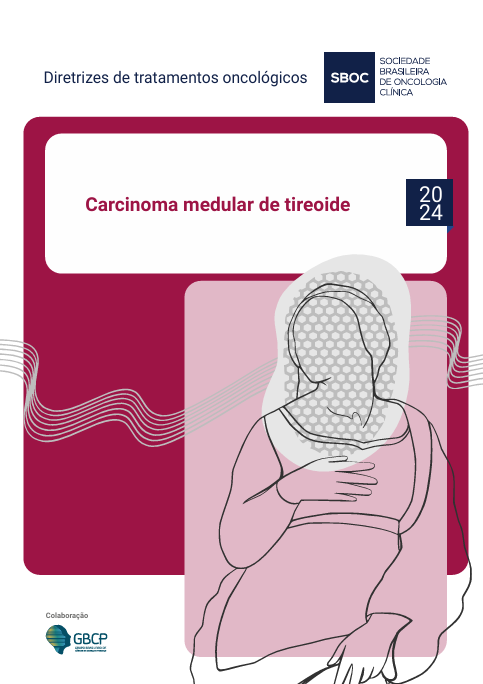 Diretrizes de tratamentos oncológicos
SBOC
SOCIEDADE
BRASILEIRA
DE ONCOLOGIA
CLÍNICA
Carcinoma medular de tireoide
20
24
Colaboração
GBCP